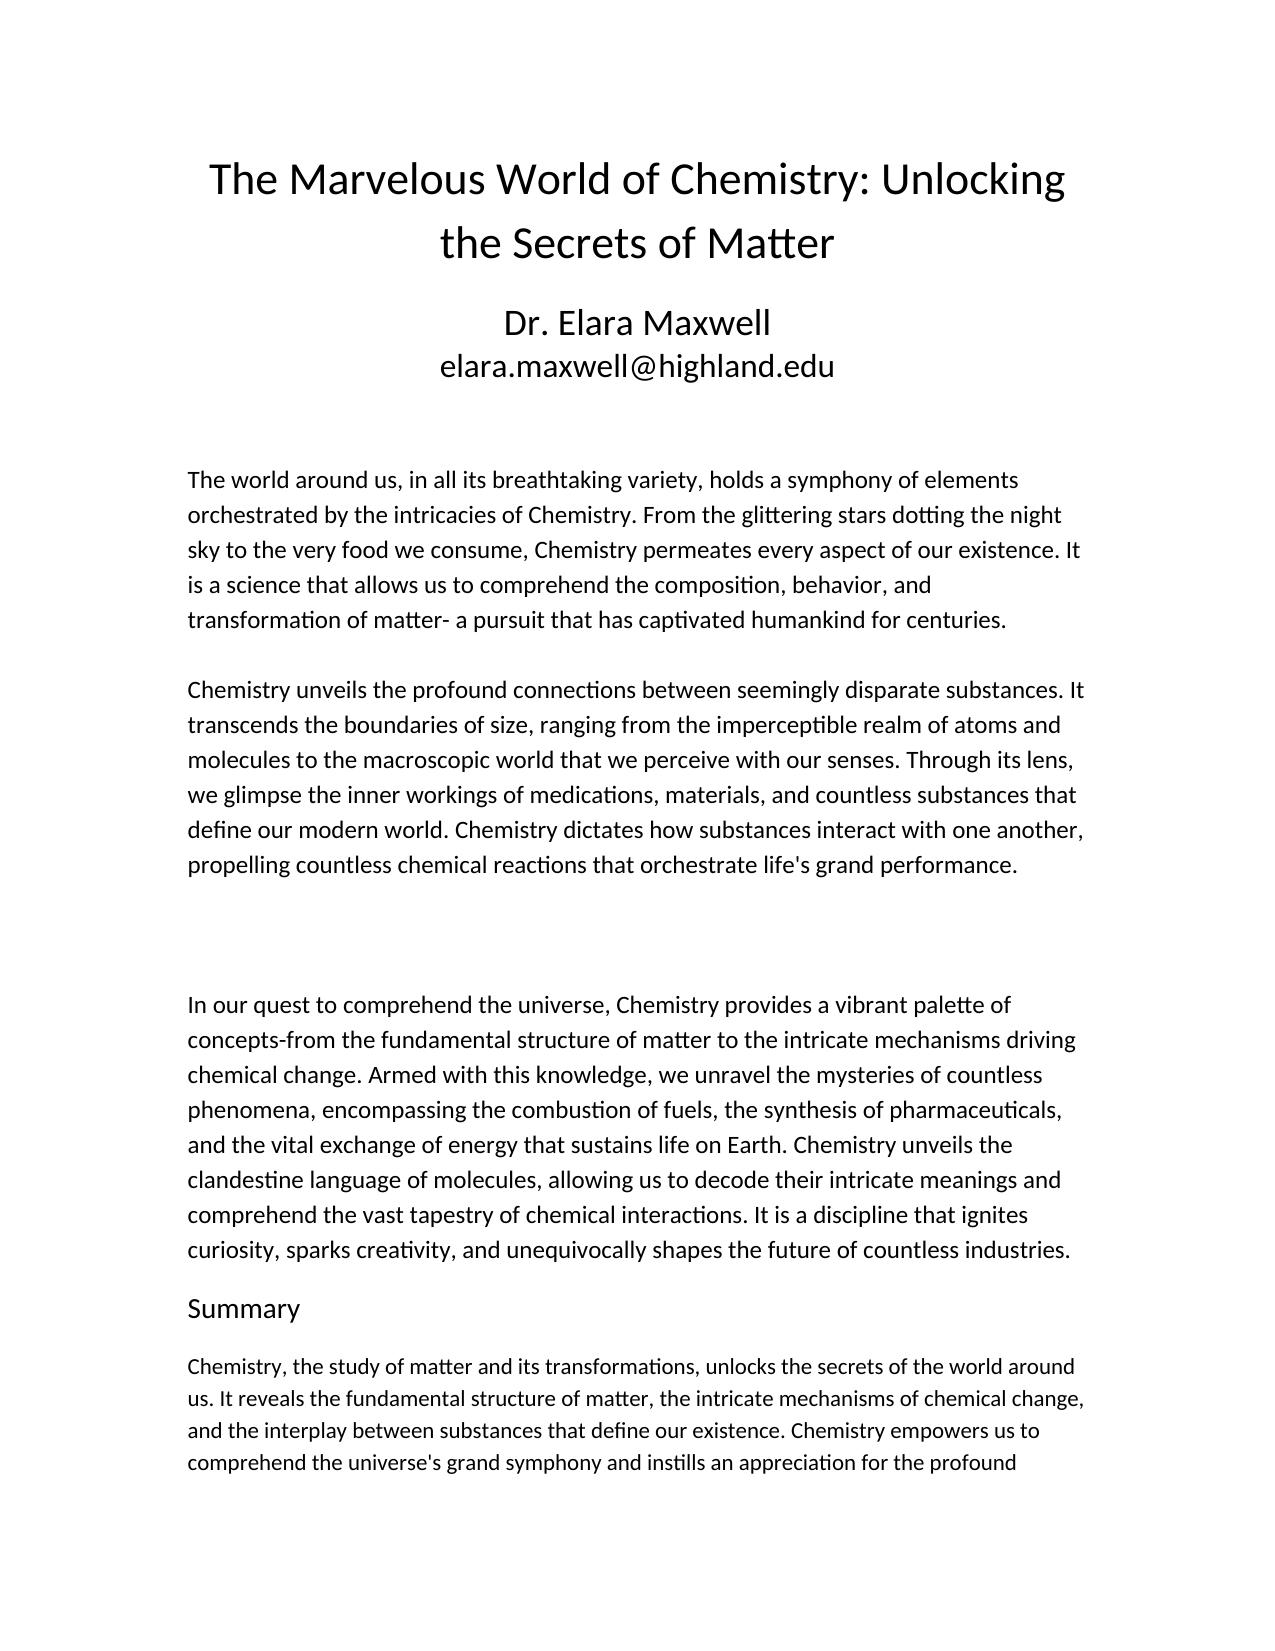 The Marvelous World of Chemistry: Unlocking
the Secrets of Matter
Dr. Elara Maxwell
elara.maxwell@highland.edu
The world around us, in all its breathtaking variety, holds a symphony of elements
orchestrated by the intricacies of Chemistry. From the glittering stars dotting the night
sky to the very food we consume, Chemistry permeates every aspect of our existence. It
is a science that allows us to comprehend the composition, behavior, and
transformation of matter- a pursuit that has captivated humankind for centuries.
Chemistry unveils the profound connections between seemingly disparate substances. It
transcends the boundaries of size, ranging from the imperceptible realm of atoms and
molecules to the macroscopic world that we perceive with our senses. Through its lens,
we glimpse the inner workings of medications, materials, and countless substances that
define our modern world. Chemistry dictates how substances interact with one another,
propelling countless chemical reactions that orchestrate life's grand performance.
In our quest to comprehend the universe, Chemistry provides a vibrant palette of
concepts-from the fundamental structure of matter to the intricate mechanisms driving
chemical change. Armed with this knowledge, we unravel the mysteries of countless
phenomena, encompassing the combustion of fuels, the synthesis of pharmaceuticals,
and the vital exchange of energy that sustains life on Earth. Chemistry unveils the
clandestine language of molecules, allowing us to decode their intricate meanings and
comprehend the vast tapestry of chemical interactions. It is a discipline that ignites
curiosity, sparks creativity, and unequivocally shapes the future of countless industries.
Summary
Chemistry, the study of matter and its transformations, unlocks the secrets of the world around
us. It reveals the fundamental structure of matter, the intricate mechanisms of chemical change,
and the interplay between substances that define our existence. Chemistry empowers us to
comprehend the universe's grand symphony and instills an appreciation for the profound